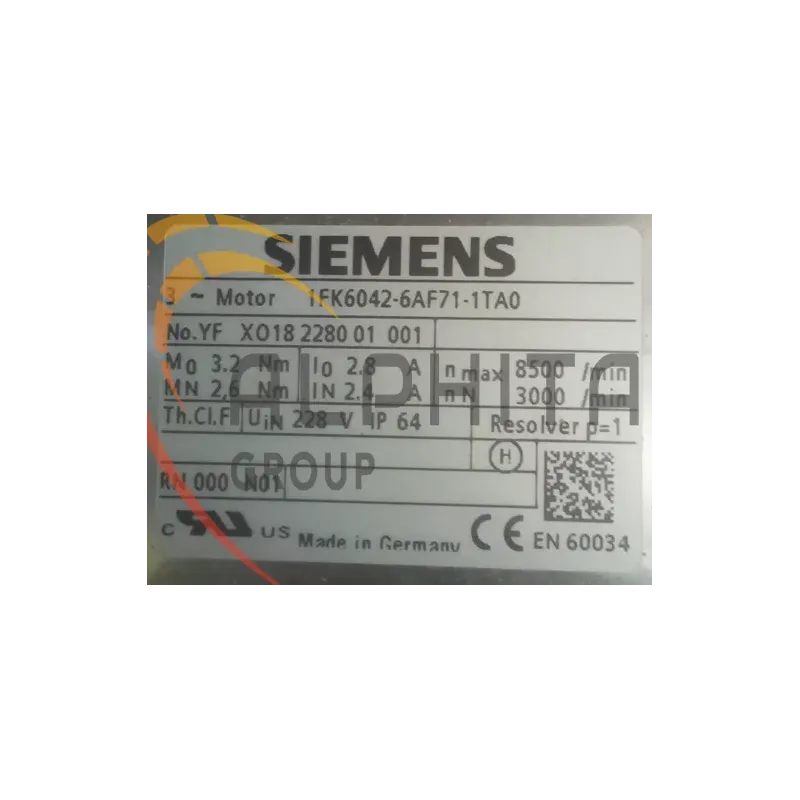 SIEMENS
3 ~ Motor 1FK6042-6AF71-1TA0
No.YF XO18 2280 01 001
M0 3.2 Nm I0 2.8 A nmax 8500 /min
MN 2,6 Nm IN 2.4 A nN 3000 /min
Th.Cl.F UiN 228 V IP 64 Resolver p=1
ALPHITA
GROUP
H
RN 000 N01
c RU US Made in Germany CE EN 60034